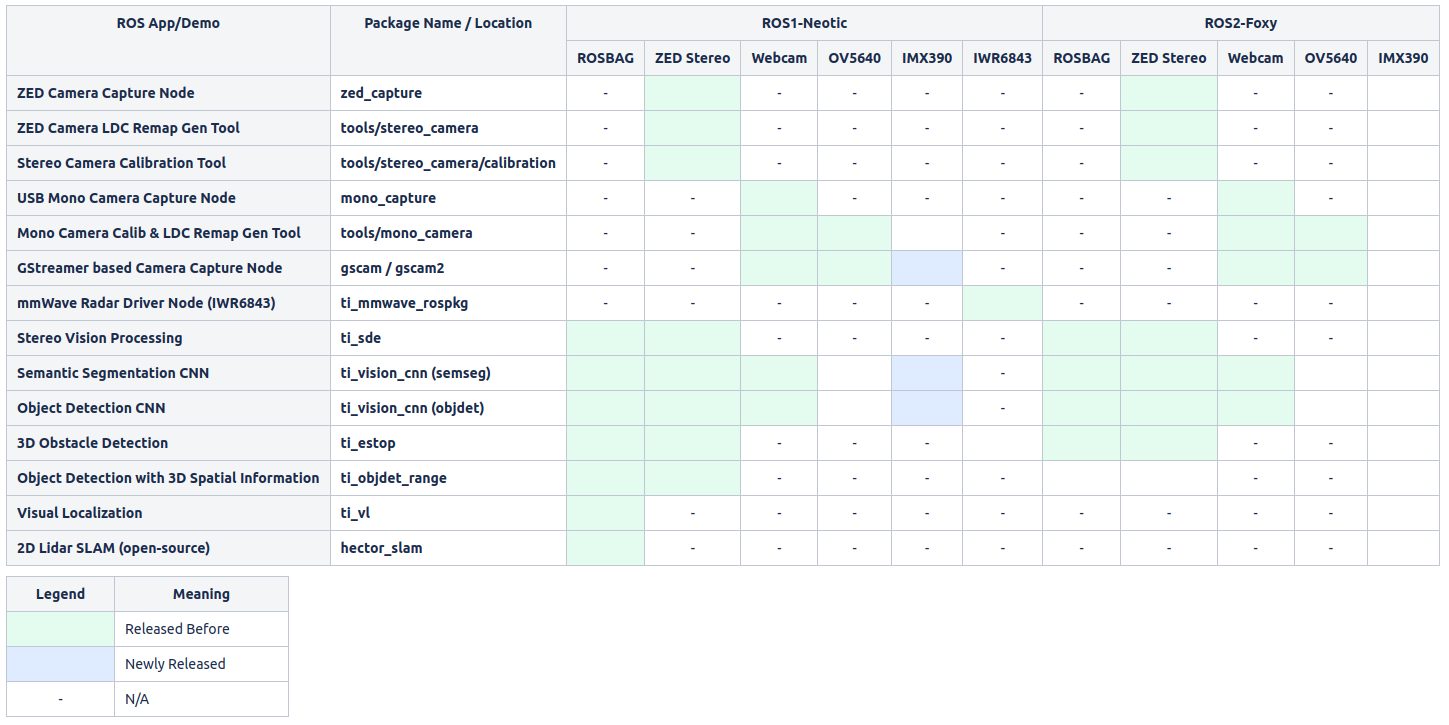 ROS App/Demo Package Name / Location ROS1-Neotic ROS2-Foxy
ROSBAG ZED Stereo Webcam OV5640 IMX390 IWR6843 ROSBAG ZED Stereo Webcam OV5640 IMX390
ZED Camera Capture Node zed_capture - - - - - - - -
ZED Camera LDC Remap Gen Tool tools/stereo_camera - - - - - - - -
Stereo Camera Calibration Tool tools/stereo_camera/calibration - - - - - - - -
USB Mono Camera Capture Node mono_capture - - - - - - - -
Mono Camera Calib & LDC Remap Gen Tool tools/mono_camera - - - - -
GStreamer based Camera Capture Node gscam / gscam2 - - - - -
mmWave Radar Driver Node (IWR6843) ti_mmwave_rospkg - - - - - - - - -
Stereo Vision Processing ti_sde - - - - - -
Semantic Segmentation CNN ti_vision_cnn (semseg) -
Object Detection CNN ti_vision_cnn (objdet) -
3D Obstacle Detection ti_estop - - - - -
Object Detection with 3D Spatial Information ti_objdet_range - - - - - -
Visual Localization ti_vl - - - - - - - - -
2D Lidar SLAM (open-source) hector_slam - - - - - - - - -
Legend Meaning
Released Before
Newly Released
- N/A